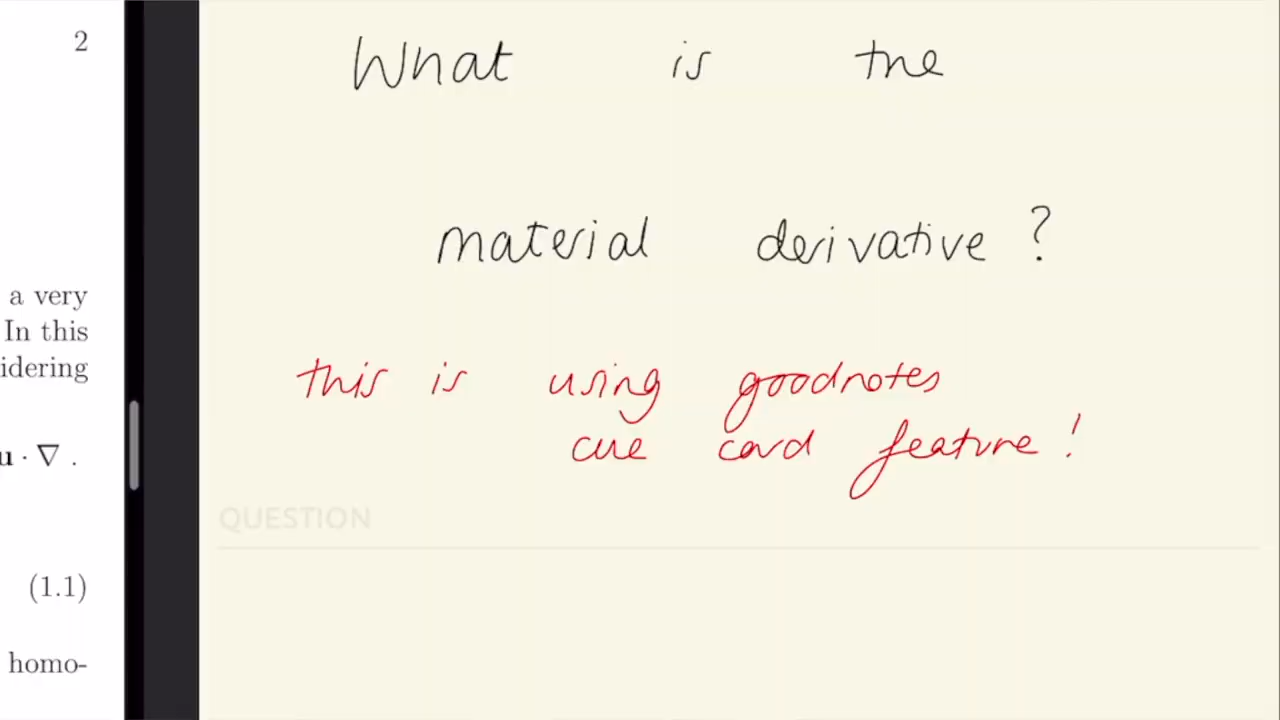 2
a very
In this
idering
u · ∇ .
(1.1)
homo-
What is the
material derivative ?
this is using goodnotes
cue card feature !
QUESTION